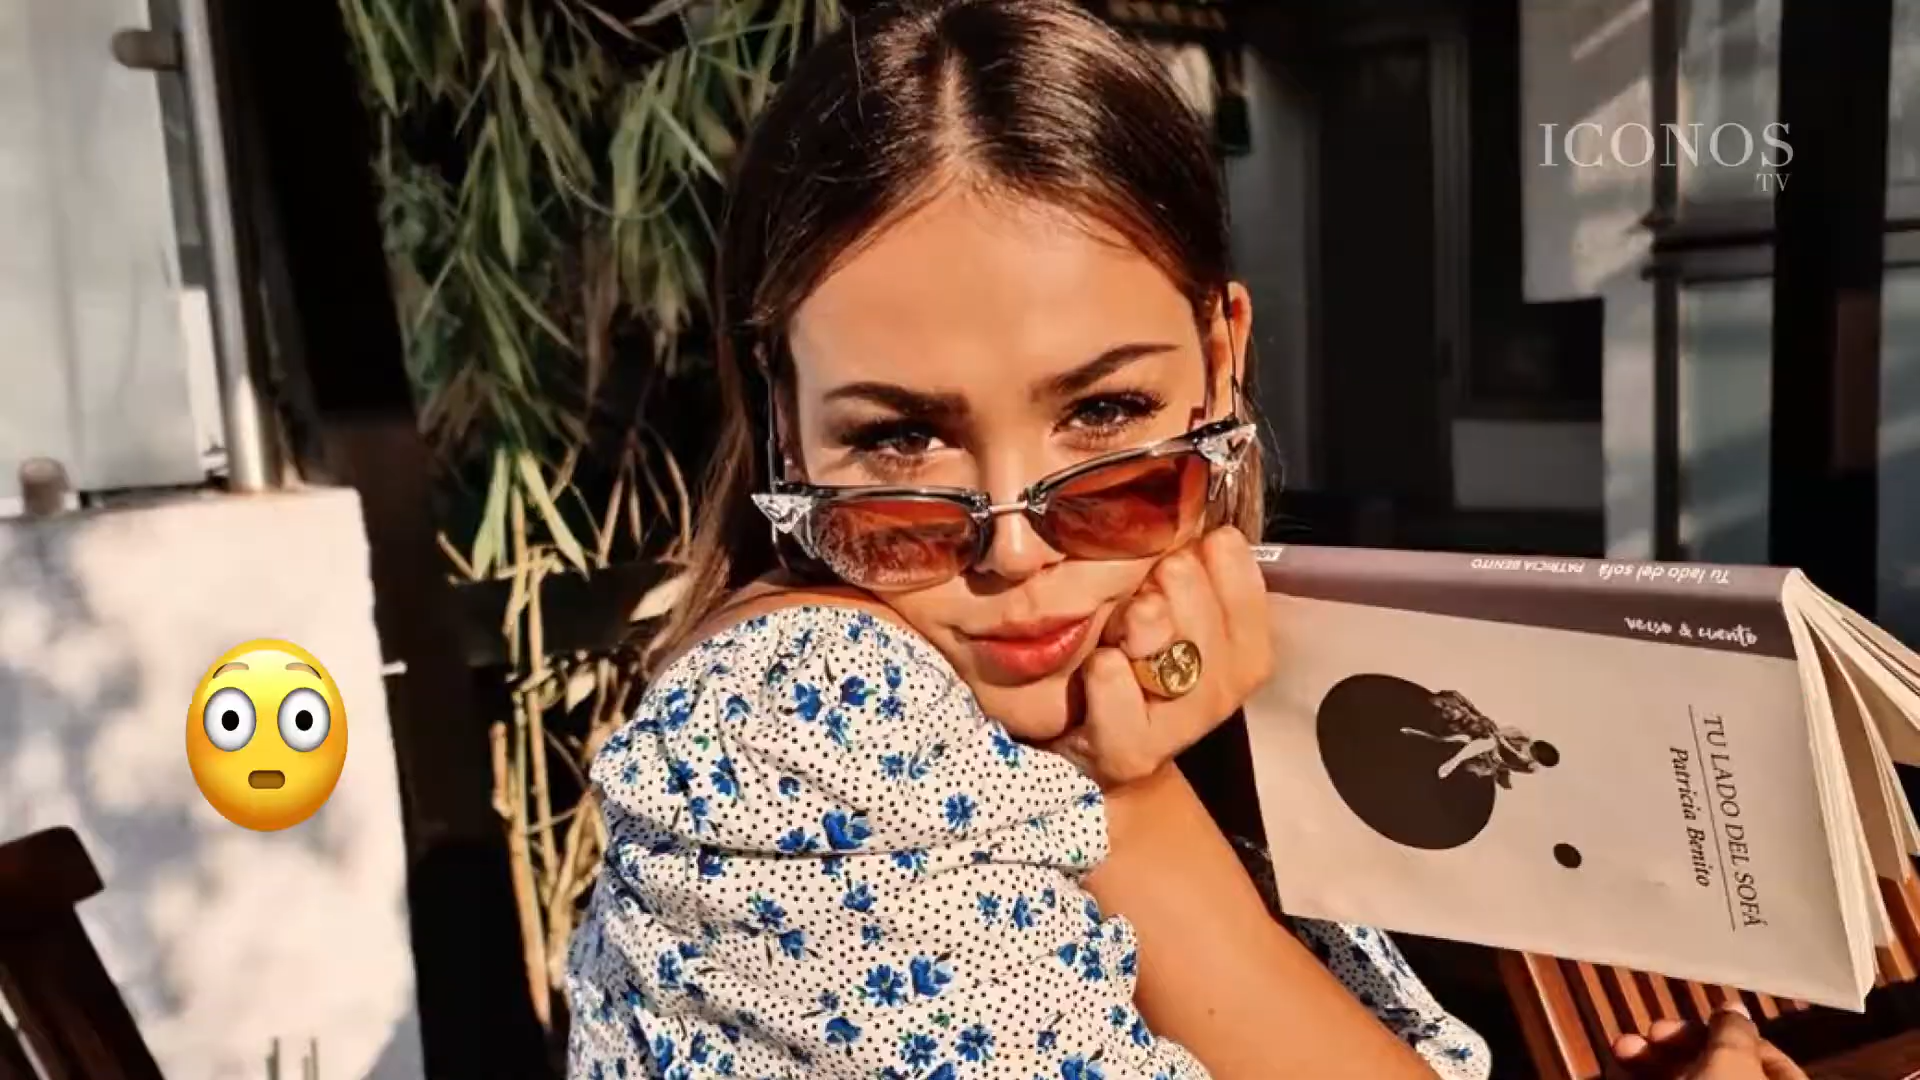 ICONOS
TV
Tu lado del sofá PATRICIA BENITO
verso & cuento
TU LADO DEL SOFÁ
Patricia Benito